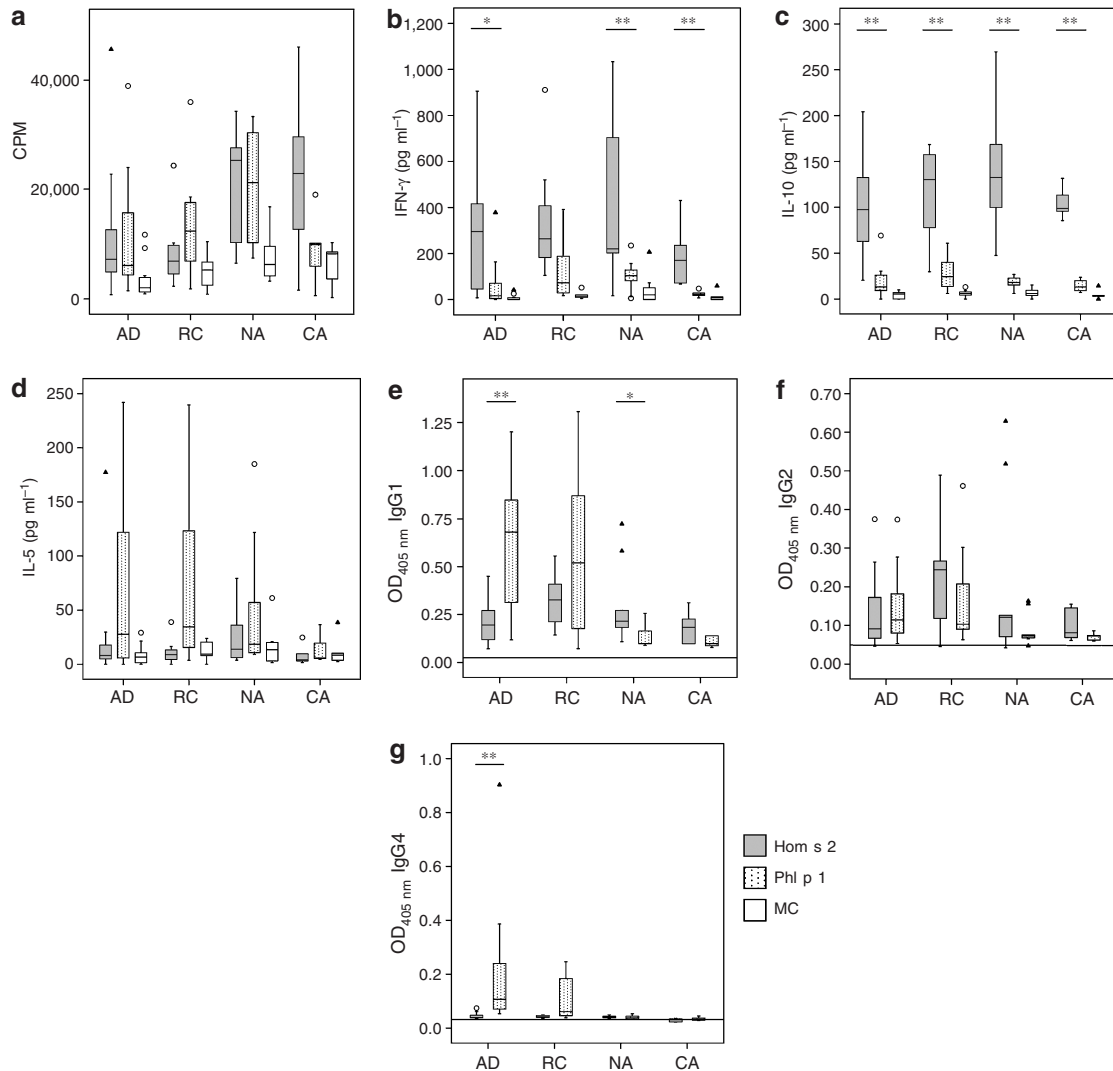 a
CPM
40,000
20,000
0
AD RC NA CA
b
IFN-γ (pg ml⁻¹)
1,200
1,000
800
600
400
200
0
* ** **
AD RC NA CA
c
IL-10 (pg ml⁻¹)
300
250
200
150
100
50
0
** ** ** **
AD RC NA CA
d
IL-5 (pg ml⁻¹)
250
200
150
100
50
0
AD RC NA CA
e
OD405 nm IgG1
1.25
1.00
0.75
0.50
0.25
0.00
** *
AD RC NA CA
f
OD405 nm IgG2
0.70
0.60
0.50
0.40
0.30
0.20
0.10
0.00
AD RC NA CA
g
OD405 nm IgG4
1.0
0.8
0.6
0.4
0.2
0.0
**
AD RC NA CA
Hom s 2
Phl p 1
MC